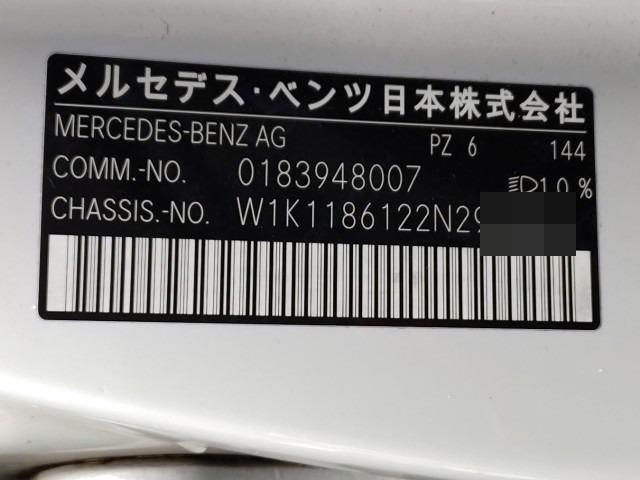 メルセデス・ベンツ日本株式会社
MERCEDES-BENZ AG PZ 6 144
COMM.-NO. 0183948007 1.0 %
CHASSIS.-NO. W1K1186122N29